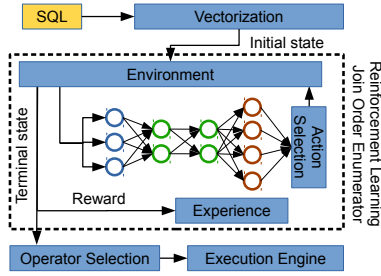 SQL
Vectorization
Initial state
Environment
Reinforcement Learning
Join Order Enumerator
Terminal state
Action
Selection
Reward
Experience
Operator Selection
Execution Engine